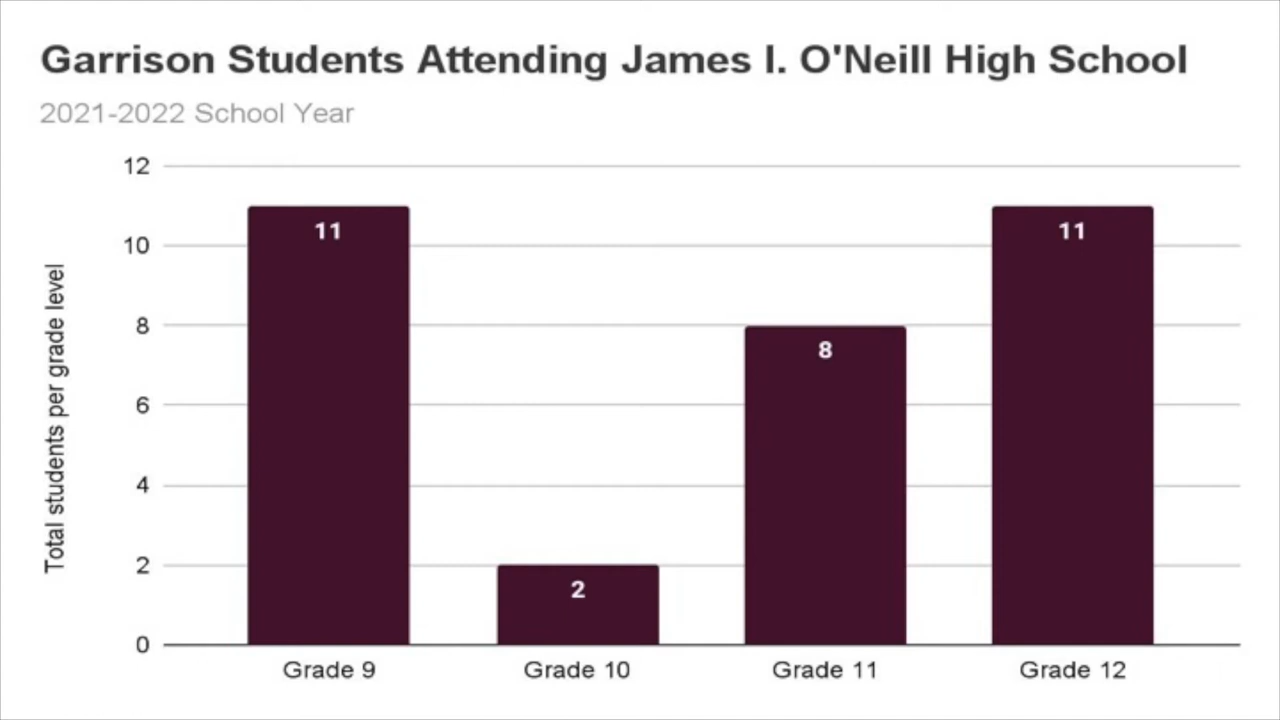 Garrison Students Attending James I. O'Neill High School
2021-2022 School Year
Total students per grade level
12
10
8
6
4
2
0
11
2
8
11
Grade 9
Grade 10
Grade 11
Grade 12